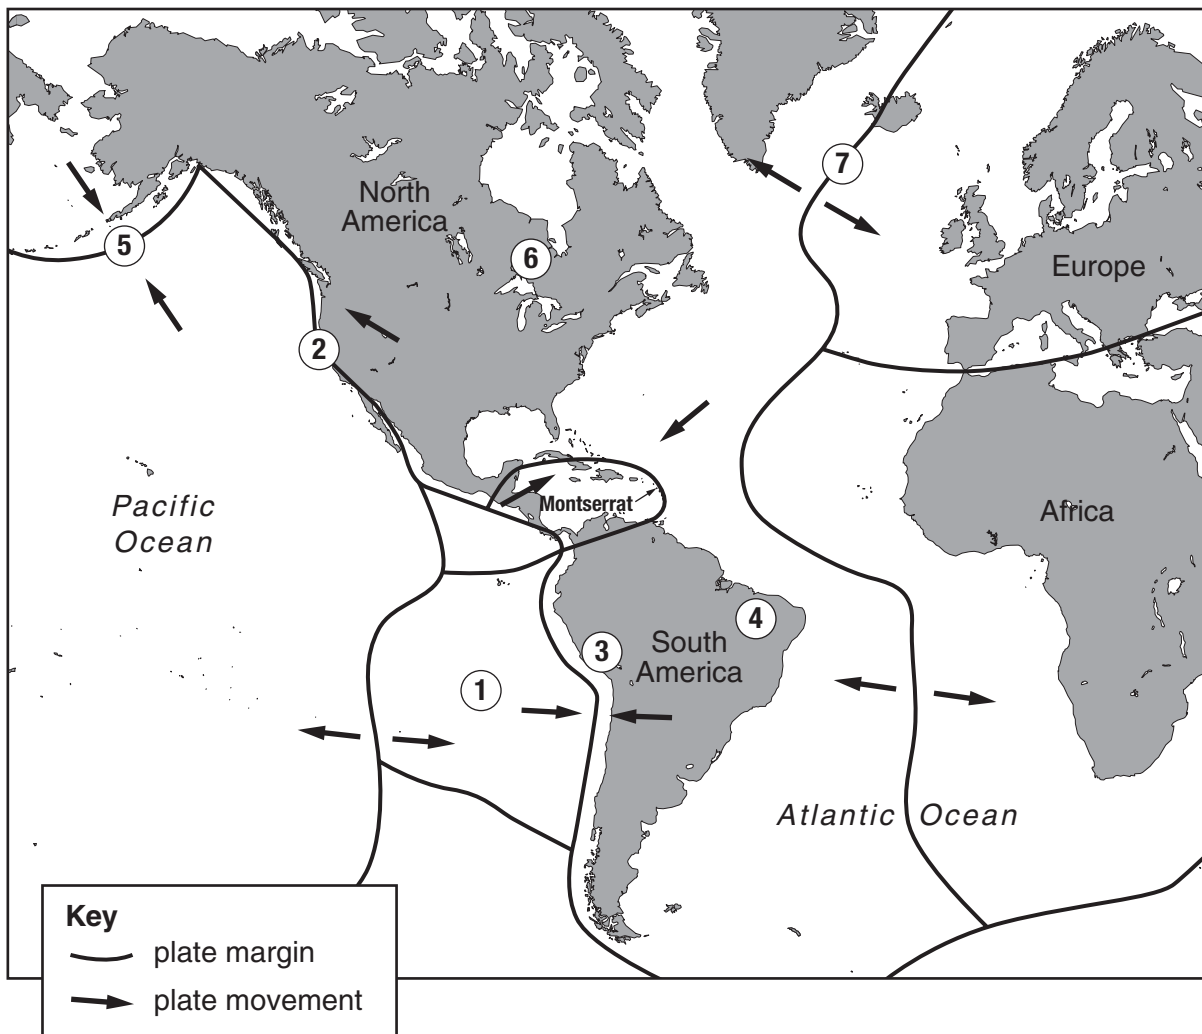 7
North
America
5
6
Europe
2
Montserrat
Pacific
Ocean
Africa
4
3
South
America
1
Atlantic Ocean
Key
plate margin
plate movement